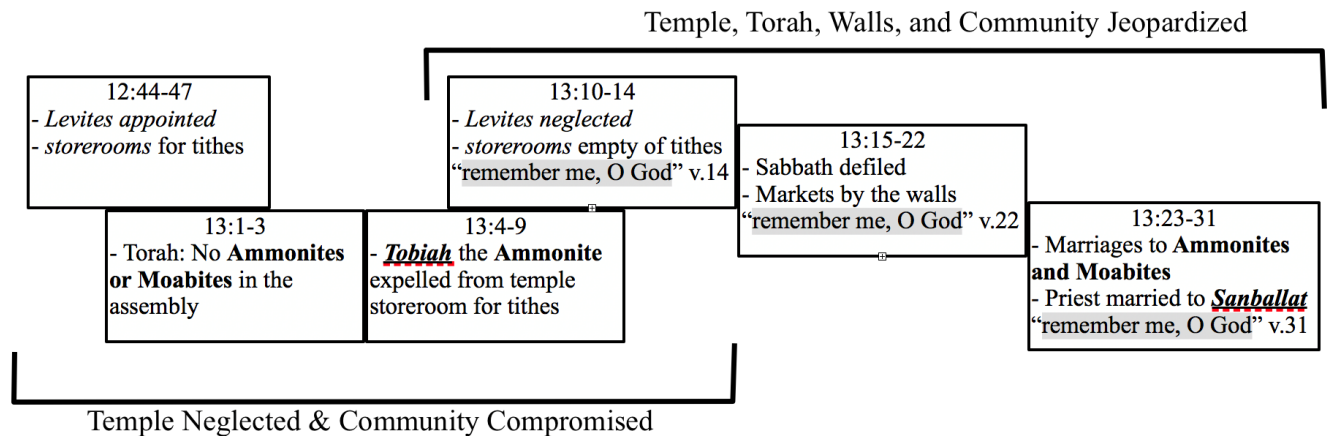 Temple, Torah, Walls, and Community Jeopardized
12:44-47
- Levites appointed
- storerooms for tithes
13:10-14
- Levites neglected
- storerooms empty of tithes
“remember me, O God” v.14
13:15-22
- Sabbath defiled
- Markets by the walls
“remember me, O God” v.22
13:1-3
- Torah: No Ammonites
or Moabites in the
assembly
13:4-9
- Tobiah the Ammonite
expelled from temple
storeroom for tithes
13:23-31
- Marriages to Ammonites
and Moabites
- Priest married to Sanballat
“remember me, O God” v.31
Temple Neglected & Community Compromised